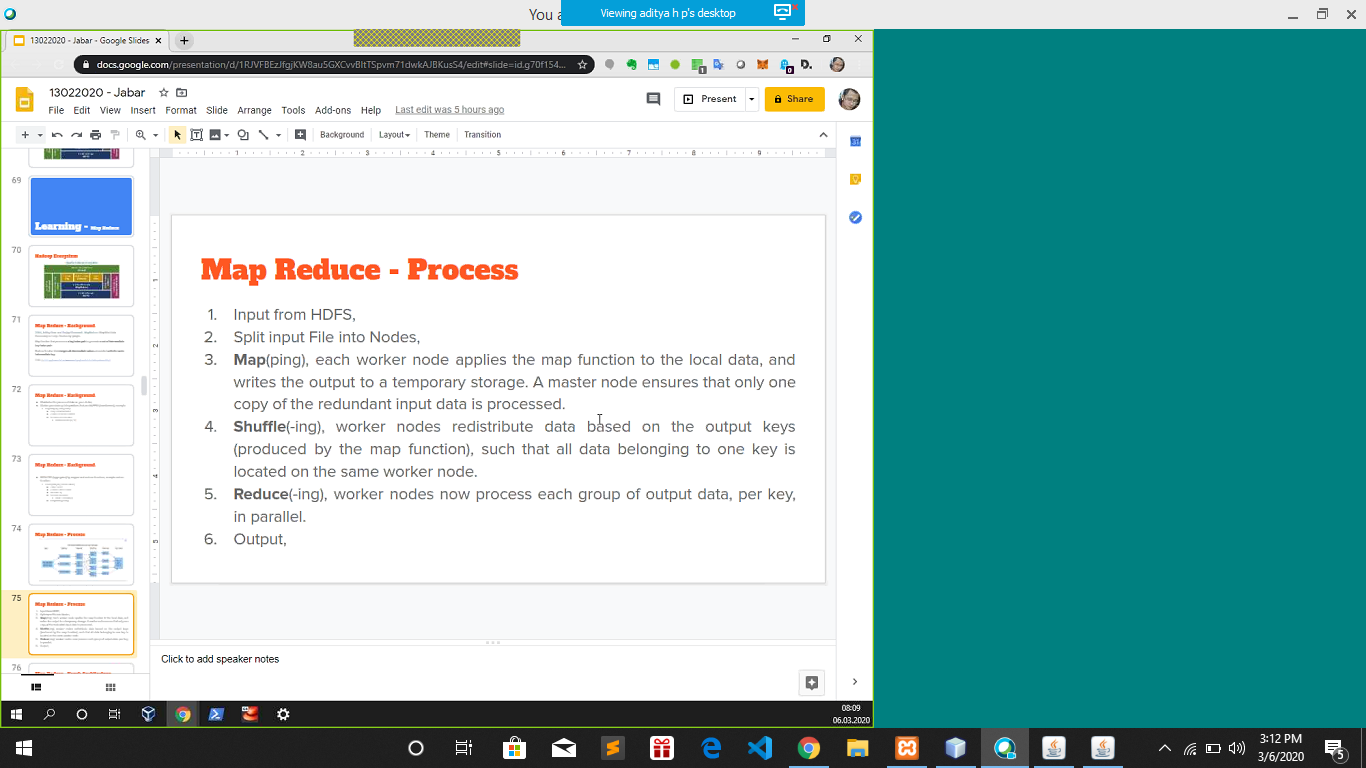 You a
Viewing aditya h p's desktop
13022020 - Jabar - Google Slides
docs.google.com/presentation/d/1RJVFBEzJfgjKW8au5GXCvvBItTSpvm71dwkAJBKusS4/edit#slide=id.g70f154...
13022020 - Jabar
File Edit View Insert Format Slide Arrange Tools Add-ons Help Last edit was 5 hours ago
Present
Share
Background Layout Theme Transition
69
Learning - Map Reduce
70
Hadoop Ecosystem
71
Map Reduce - Background
72
Map Reduce - Background
73
Map Reduce - Background
74
Map Reduce - Process
75
Map Reduce - Process
76
Map Reduce - Process
1. Input from HDFS,
2. Split input File into Nodes,
3. Map(ping), each worker node applies the map function to the local data, and
writes the output to a temporary storage. A master node ensures that only one
copy of the redundant input data is processed.
4. Shuffle(-ing), worker nodes redistribute data based on the output keys
(produced by the map function), such that all data belonging to one key is
located on the same worker node.
5. Reduce(-ing), worker nodes now process each group of output data, per key,
in parallel.
6. Output,
Click to add speaker notes
08:09
06.03.2020
3:12 PM
3/6/2020
5